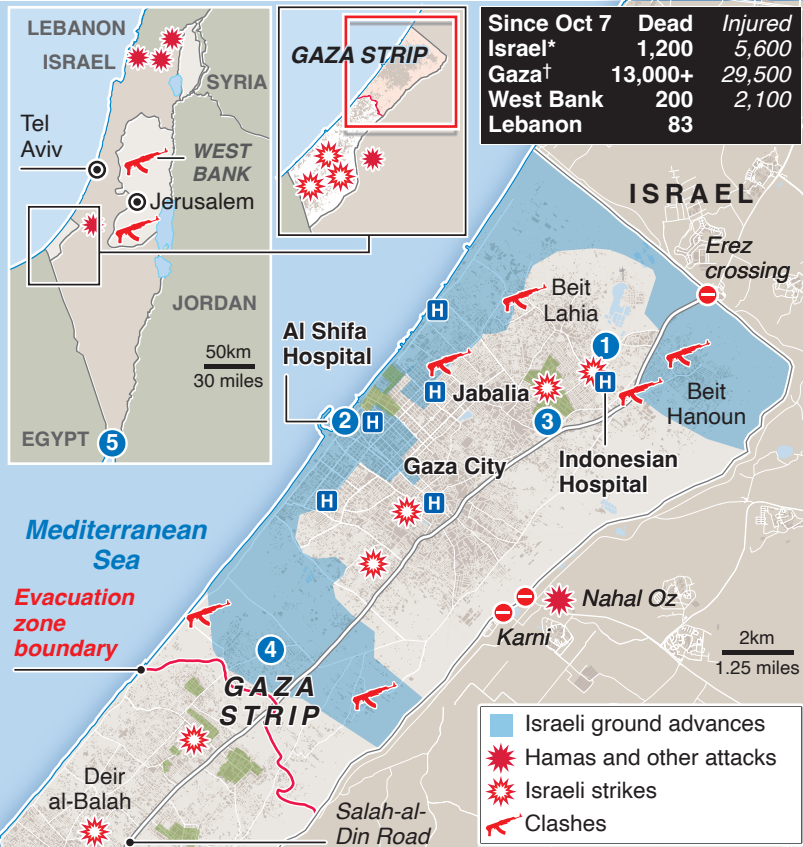 LEBANON
ISRAEL
SYRIA
Tel
Aviv
WEST
BANK
Jerusalem
JORDAN
50km
30 miles
EGYPT
5
GAZA STRIP
Since Oct 7 Dead Injured
Israel* 1,200 5,600
Gaza† 13,000+ 29,500
West Bank 200 2,100
Lebanon 83
ISRAEL
Erez
crossing
Beit
Lahia
H
Al Shifa
Hospital
1
H
H
Jabalia
Beit
Hanoun
2
H
3
Gaza City
Indonesian
Hospital
H
H
Mediterranean
Sea
Evacuation
zone
boundary
Nahal Oz
Karni
4
2km
1.25 miles
GAZA
STRIP
Israeli ground advances
Hamas and other attacks
Israeli strikes
Clashes
Deir
al-Balah
Salah-al-
Din Road